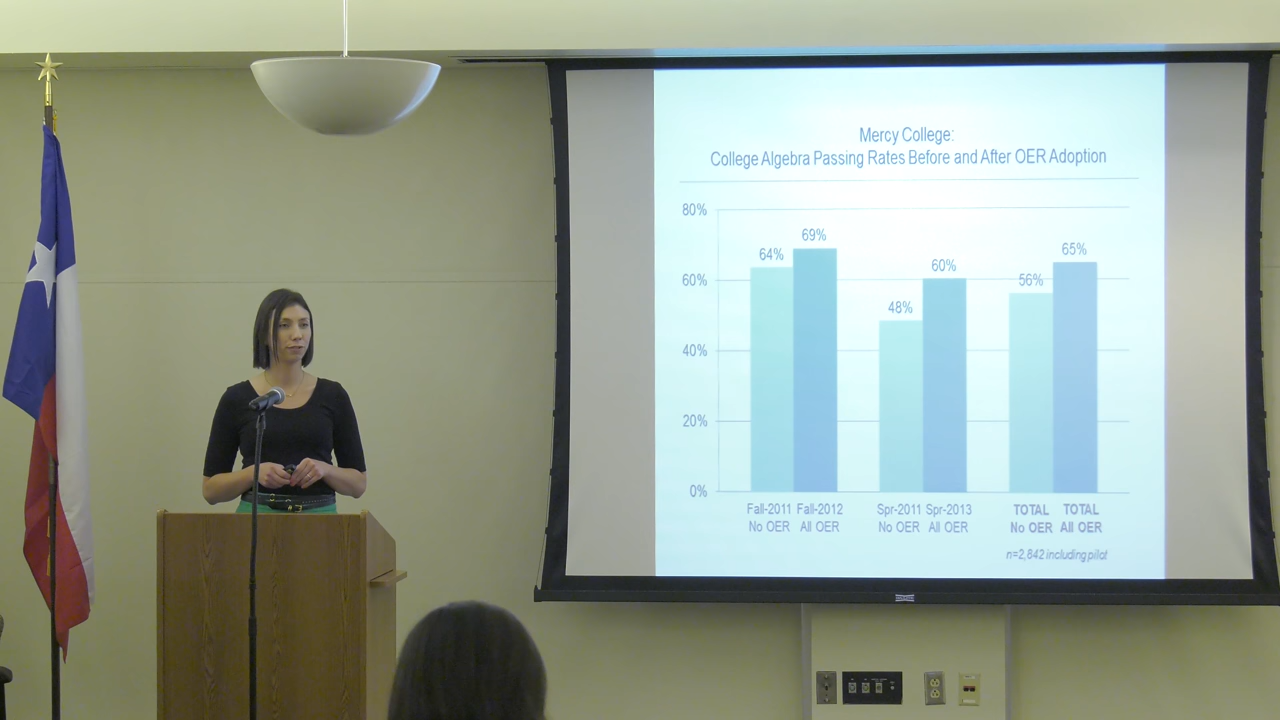 Mercy College:
College Algebra Passing Rates Before and After OER Adoption
80%
60%
40%
20%
0%
64%
69%
48%
60%
56%
65%
Fall-2011 Fall-2012 Spr-2011 Spr-2013 TOTAL TOTAL
No OER All OER No OER All OER No OER All OER
n=2,842 including pilot